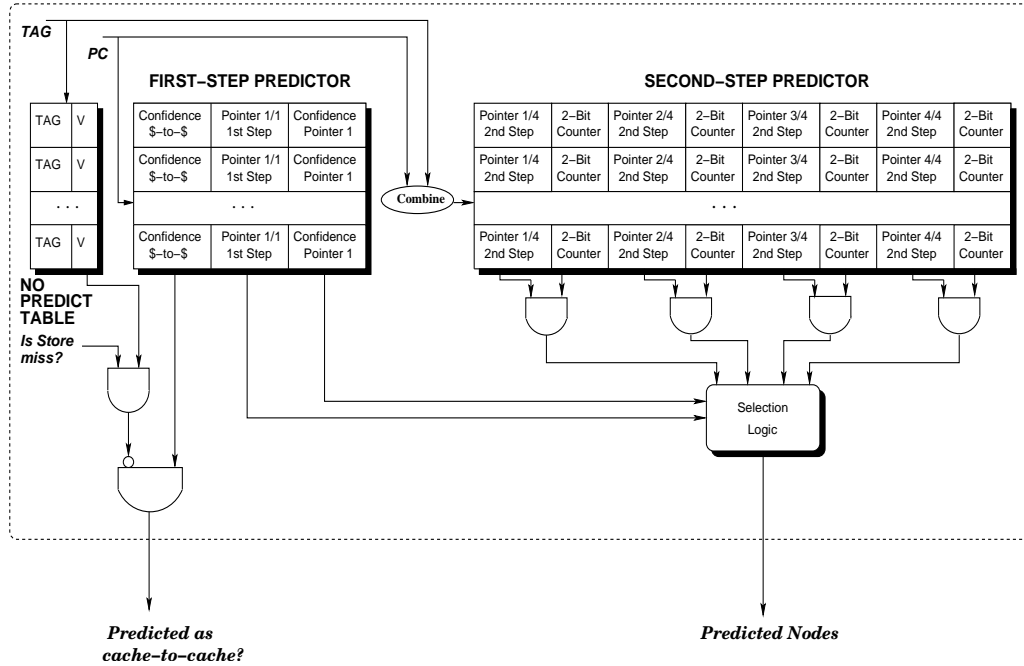 TAG
PC
FIRST−STEP PREDICTOR
SECOND−STEP PREDICTOR
TAG V
Confidence $−to−$ Pointer 1/1 1st Step Confidence Pointer 1
Pointer 1/4 2nd Step 2−Bit Counter Pointer 2/4 2nd Step 2−Bit Counter Pointer 3/4 2nd Step 2−Bit Counter Pointer 4/4 2nd Step 2−Bit Counter
TAG V
Confidence $−to−$ Pointer 1/1 1st Step Confidence Pointer 1
Pointer 1/4 2nd Step 2−Bit Counter Pointer 2/4 2nd Step 2−Bit Counter Pointer 3/4 2nd Step 2−Bit Counter Pointer 4/4 2nd Step 2−Bit Counter
. . .
. . .
Combine
. . .
TAG V
Confidence $−to−$ Pointer 1/1 1st Step Confidence Pointer 1
Pointer 1/4 2nd Step 2−Bit Counter Pointer 2/4 2nd Step 2−Bit Counter Pointer 3/4 2nd Step 2−Bit Counter Pointer 4/4 2nd Step 2−Bit Counter
NO
PREDICT
TABLE
Is Store
miss?
Selection
Logic
Predicted as
cache−to−cache?
Predicted Nodes